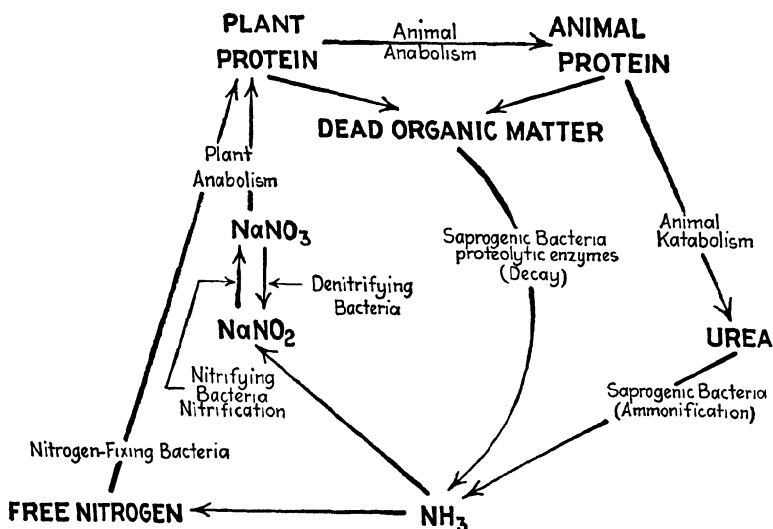 PLANT
PROTEIN
Animal
Anabolism
ANIMAL
PROTEIN
DEAD ORGANIC MATTER
Plant
Anabolism
NaNO3
Saprogenic Bacteria
proteolytic enzymes
(Decay)
Animal
Katabolism
Denitrifying
Bacteria
NaNO2
UREA
Nitrifying
Bacteria
Nitrification
Saprogenic Bacteria
(Ammonification)
Nitrogen-Fixing Bacteria
FREE NITROGEN
NH3